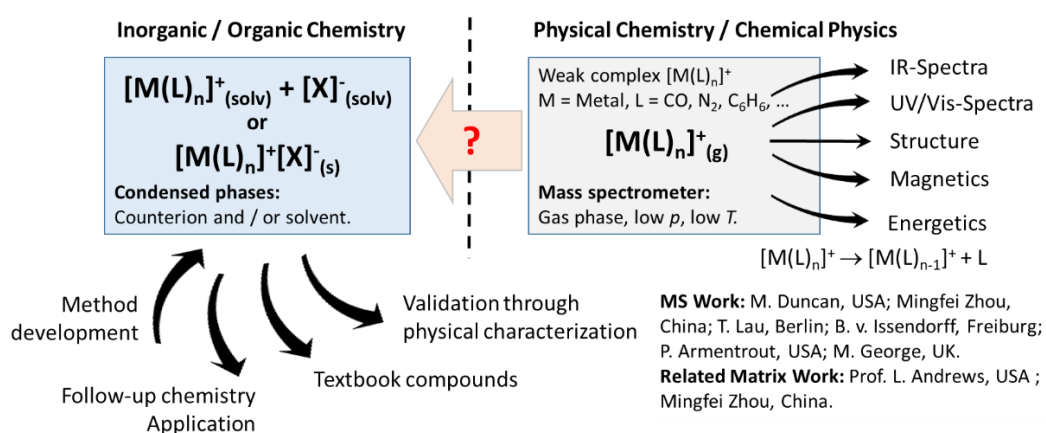 Inorganic / Organic Chemistry
[M(L)n]+(solv) + [X]-(solv)
or
[M(L)n]+[X]-(s)
Condensed phases:
Counterion and / or solvent.
Method
development
Follow-up chemistry
Application
Textbook compounds
Validation through
physical characterization
?
Physical Chemistry / Chemical Physics
Weak complex [M(L)n]+
M = Metal, L = CO, N2, C6H6, ...
[M(L)n]+(g)
Mass spectrometer:
Gas phase, low p, low T.
IR-Spectra
UV/Vis-Spectra
Structure
Magnetics
Energetics
[M(L)n]+ → [M(L)n-1]+ + L
MS Work: M. Duncan, USA; Mingfei Zhou,
China; T. Lau, Berlin; B. v. Issendorff, Freiburg;
P. Armentrout, USA; M. George, UK.
Related Matrix Work: Prof. L. Andrews, USA ;
Mingfei Zhou, China.